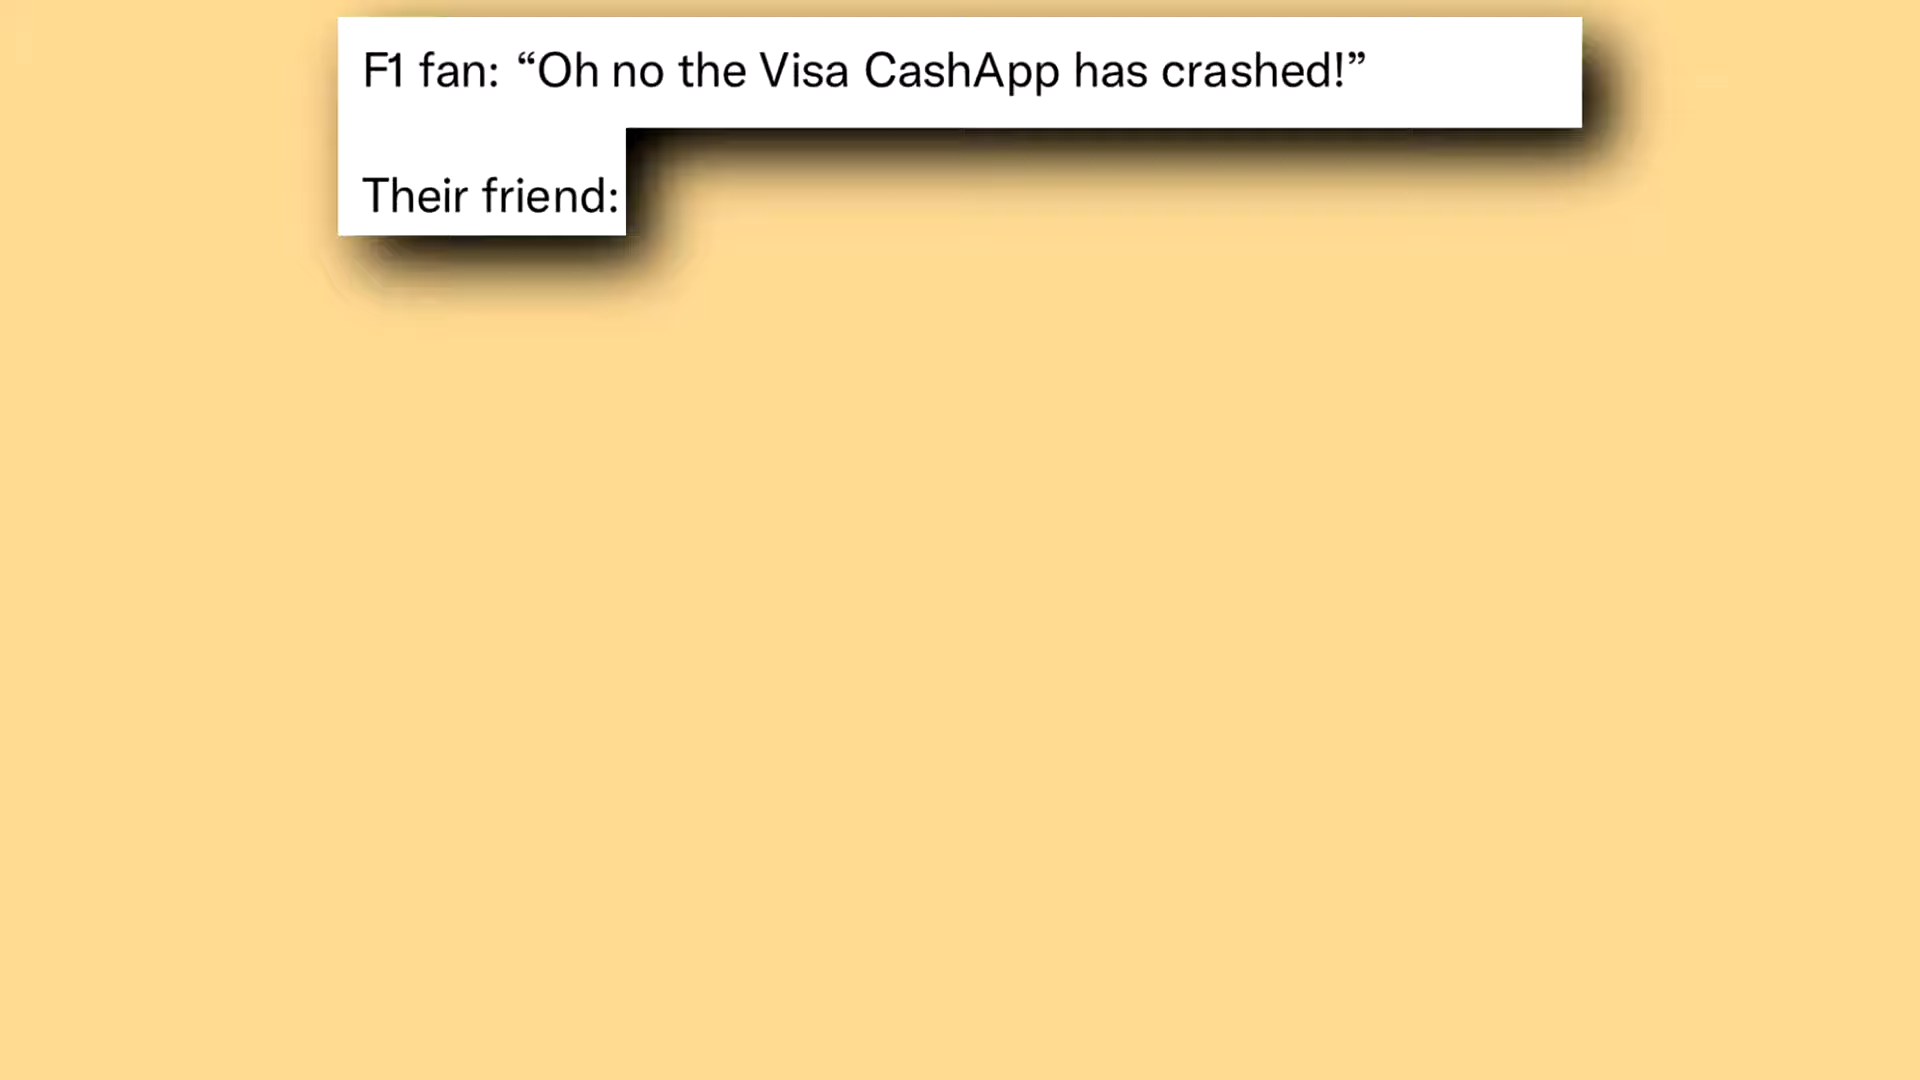 F1 fan: “Oh no the Visa CashApp has crashed!”
Their friend: